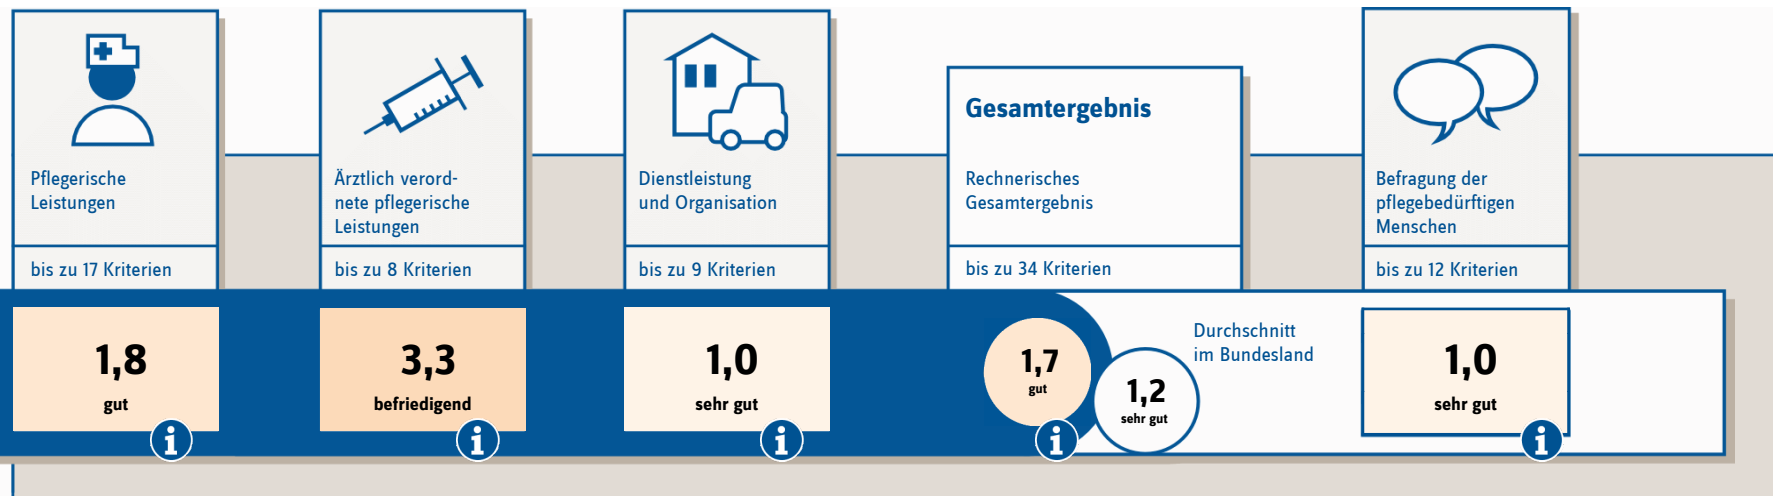 Pflegerische
Leistungen
bis zu 17 Kriterien
1,8
gut
i
Ärztlich verord-
nete pflegerische
Leistungen
bis zu 8 Kriterien
3,3
befriedigend
i
Dienstleistung
und Organisation
bis zu 9 Kriterien
1,0
sehr gut
i
Gesamtergebnis
Rechnerisches
Gesamtergebnis
bis zu 34 Kriterien
1,7
gut
i
Durchschnitt
im Bundesland
1,2
sehr gut
Befragung der
pflegebedürftigen
Menschen
bis zu 12 Kriterien
1,0
sehr gut
i